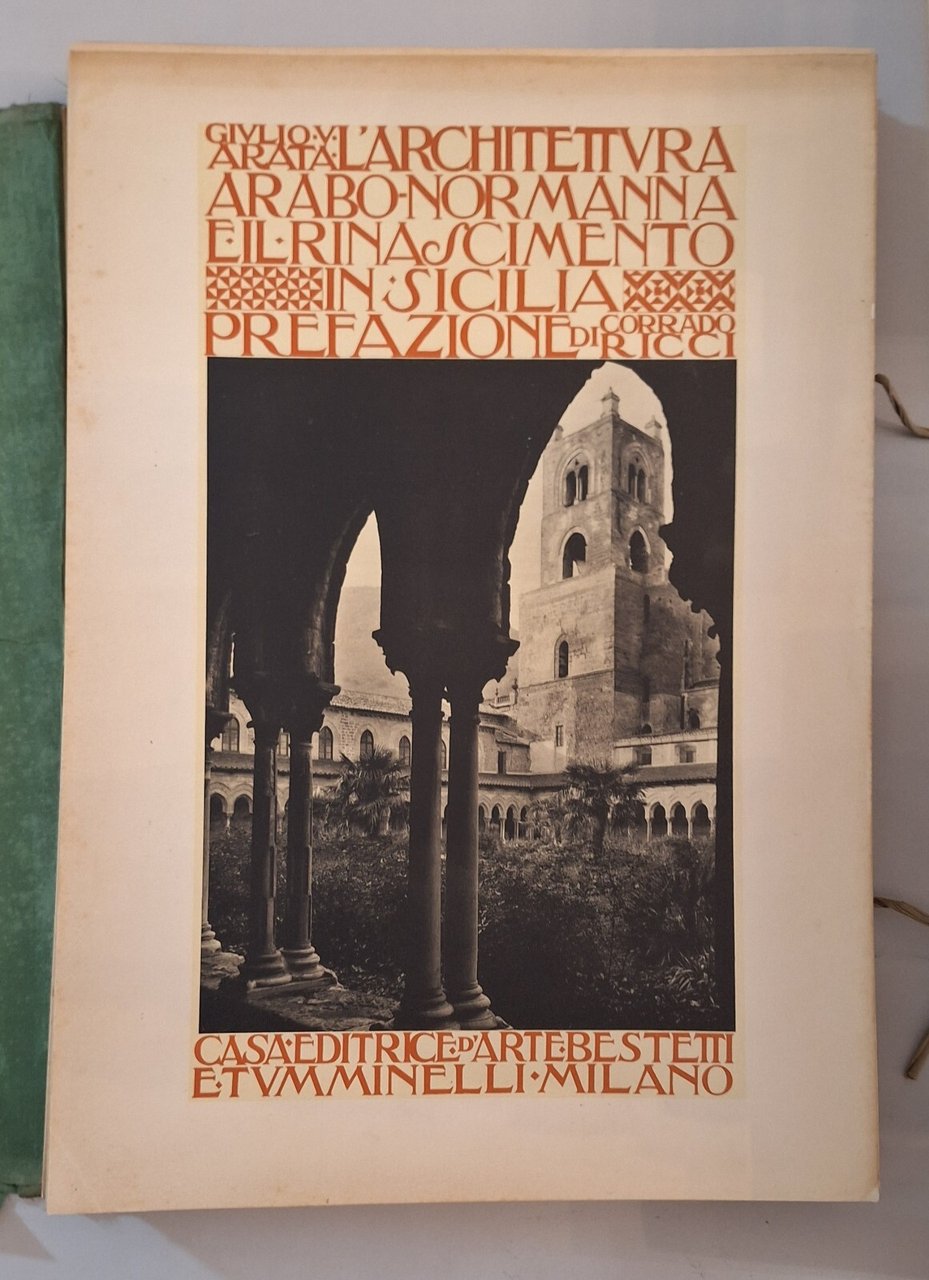 GIVLIO·V·
ARATA: L'ARCHITETTVRA
ARABO-NORMANNA
E·IL·RINASCIMENTO
IN·SICILIA
PREFAZIONE DI CORRADO
RICCI
CASA·EDITRICE·D'ARTE·BESTETTI
E·TVMMINELLI·MILANO